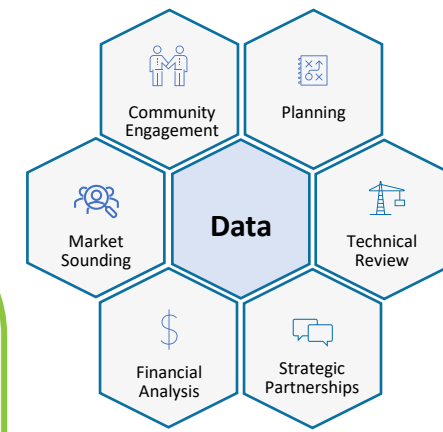 Community
Engagement
Planning
Market
Sounding
Data
Technical
Review
Financial
Analysis
Strategic
Partnerships